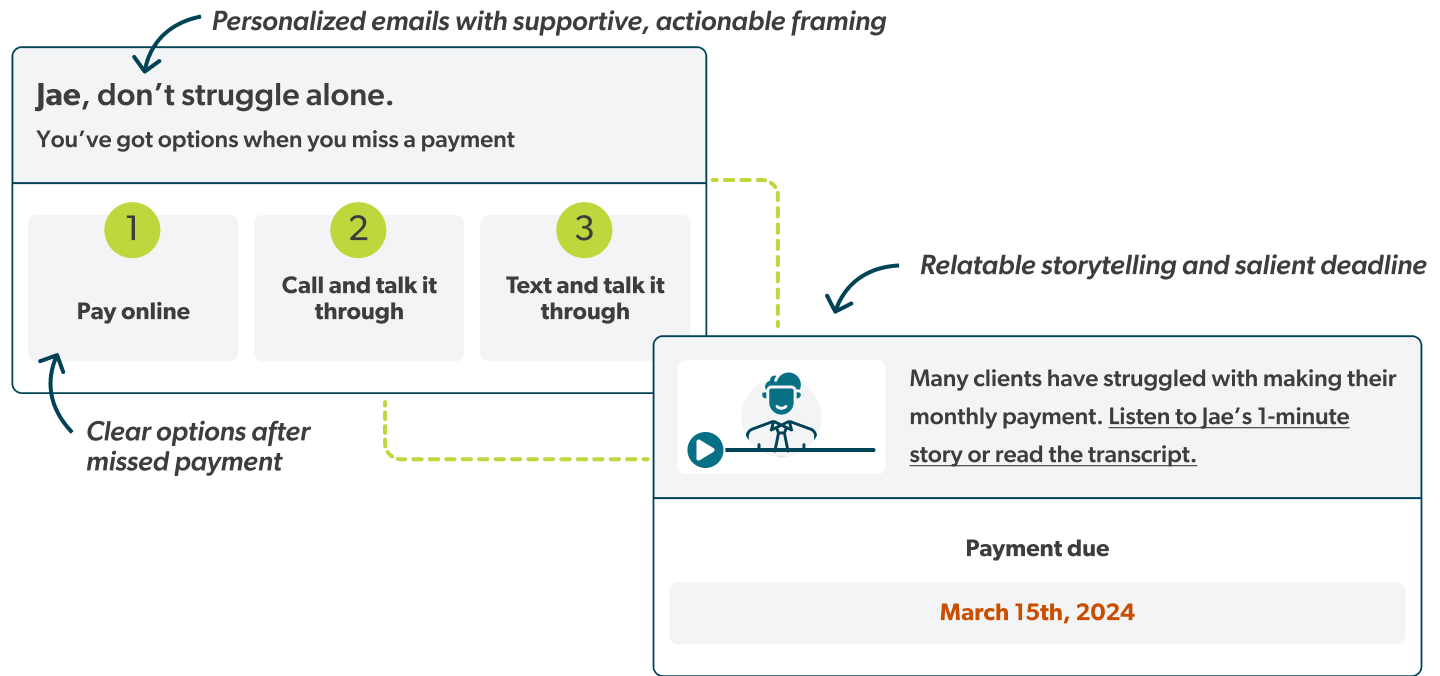 Personalized emails with supportive, actionable framing
Jae, don’t struggle alone.
You’ve got options when you miss a payment
1
Pay online
2
Call and talk it
through
3
Text and talk it
through
Clear options after
missed payment
Relatable storytelling and salient deadline
Many clients have struggled with making their
monthly payment. Listen to Jae’s 1-minute
story or read the transcript.
Payment due
March 15th, 2024